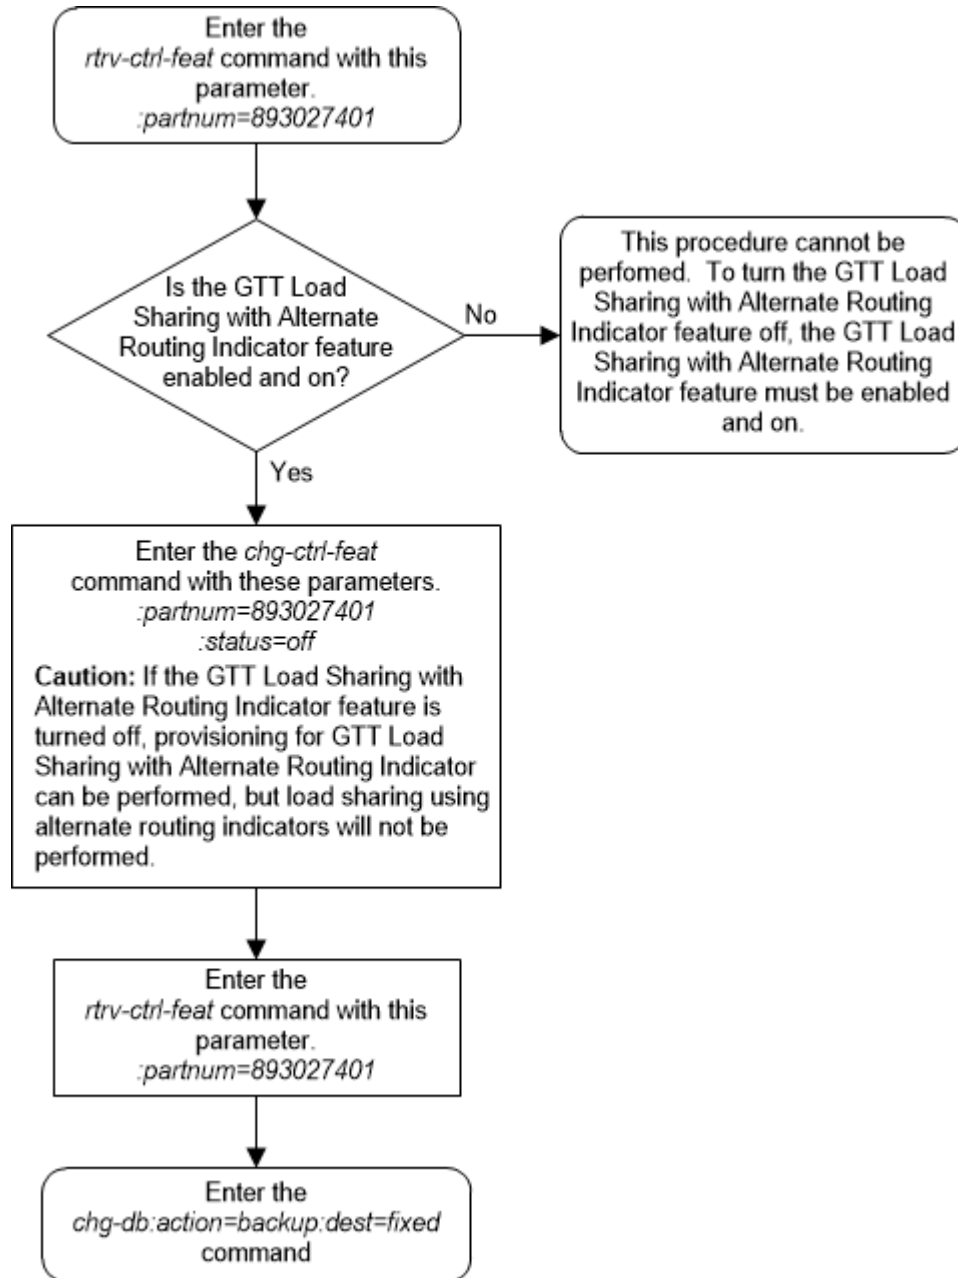 Enter the
rtrv-ctrl-feat command with this
parameter.
:partnum=893027401
Is the GTT Load
Sharing with Alternate
Routing Indicator feature
enabled and on?
No
This procedure cannot be
perfomed. To turn the GTT Load
Sharing with Alternate Routing
Indicator feature off, the GTT Load
Sharing with Alternate Routing
Indicator feature must be enabled
and on.
Yes
Enter the chg-ctrl-feat
command with these parameters.
:partnum=893027401
:status=off
Caution: If the GTT Load Sharing with
Alternate Routing Indicator feature is
turned off, provisioning for GTT Load
Sharing with Alternate Routing Indicator
can be performed, but load sharing using
alternate routing indicators will not be
performed.
Enter the
rtrv-ctrl-feat command with this
parameter.
:partnum=893027401
Enter the
chg-db:action=backup:dest=fixed
command